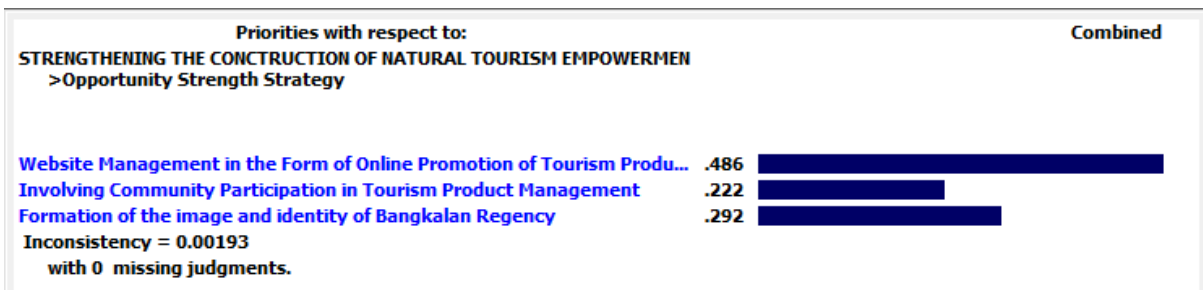 Priorities with respect to: Combined
STRENGTHENING THE CONCTRUCTION OF NATURAL TOURISM EMPOWERMEN
>Opportunity Strength Strategy
Website Management in the Form of Online Promotion of Tourism Produ... .486
Involving Community Participation in Tourism Product Management .222
Formation of the image and identity of Bangkalan Regency .292
Inconsistency = 0.00193
with 0 missing judgments.